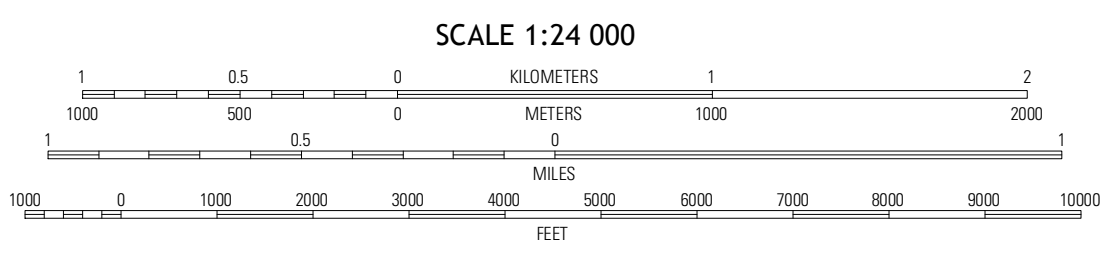 SCALE 1:24 000
1 0.5 0 KILOMETERS 1 2
1000 500 0 METERS 1000 2000
1 0.5 0 1
MILES
1000 0 1000 2000 3000 4000 5000 6000 7000 8000 9000 10000
FEET